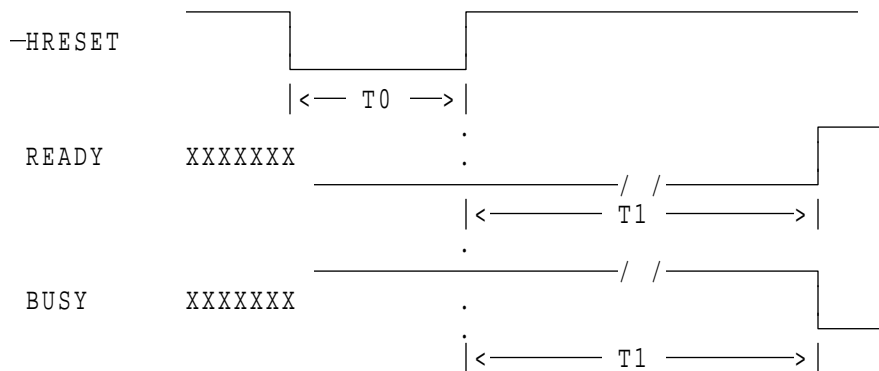 —HRESET
|<— T0 —>|
READY XXXXXXX
/ /
|<—— T1 ——>|
/ /
BUSY XXXXXXX
|<—— T1 ——>|